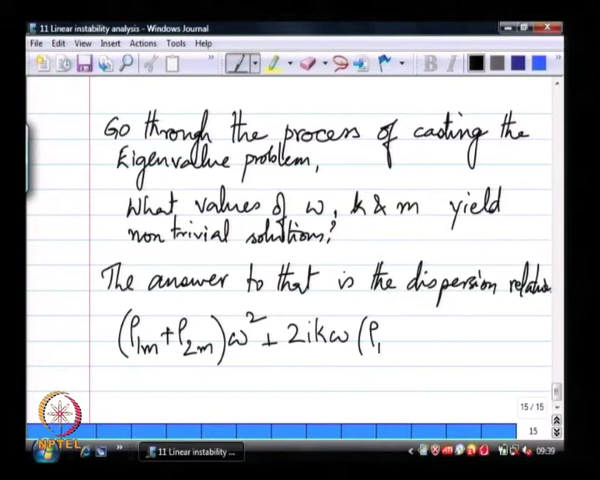 11 Linear instability analysis - Windows Journal
File Edit View Insert Actions Tools Help
Go through the process of casting the
Eigenvalue problem,
What values of ω, k & m yield
non trivial solutions?
The answer to that is the dispersion relation
(ρ₁m + ρ₂m) ω² + 2ikω (ρ₁
15 / 15
15
NPTEL
11 Linear instability ...
09:39